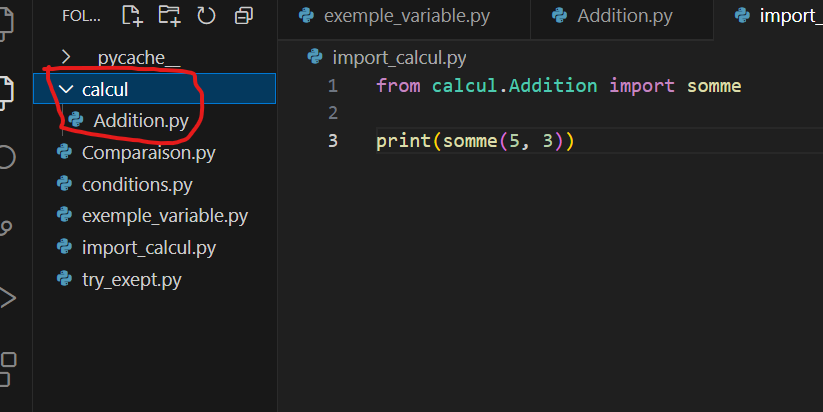 FOL...
exemple_variable.py
Addition.py
import_
__pycache__
calcul
Addition.py
Comparaison.py
conditions.py
exemple_variable.py
import_calcul.py
try_exept.py
import_calcul.py
1 from calcul.Addition import somme
2
3 print(somme(5, 3))